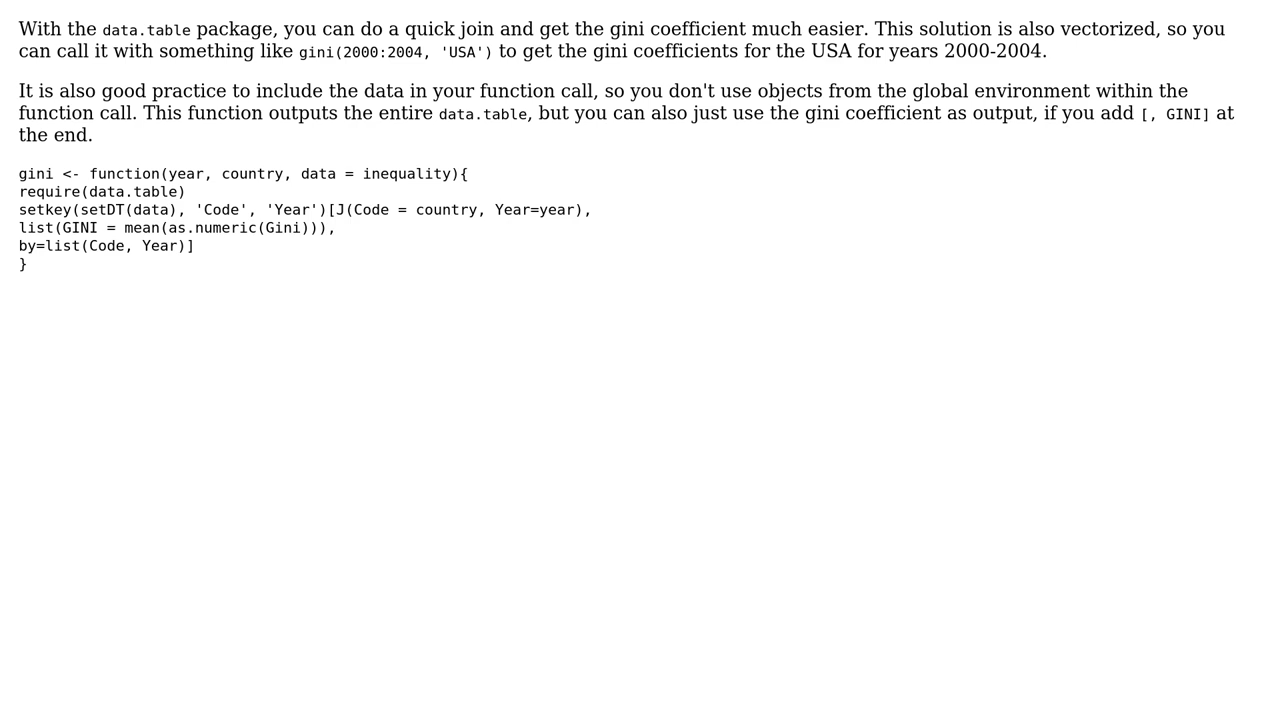 With the data.table package, you can do a quick join and get the gini coefficient much easier. This solution is also vectorized, so you
can call it with something like gini(2000:2004, 'USA') to get the gini coefficients for the USA for years 2000-2004.
It is also good practice to include the data in your function call, so you don't use objects from the global environment within the
function call. This function outputs the entire data.table, but you can also just use the gini coefficient as output, if you add [, GINI] at
the end.
gini <- function(year, country, data = inequality){
require(data.table)
setkey(setDT(data), 'Code', 'Year')[J(Code = country, Year=year),
list(GINI = mean(as.numeric(Gini))),
by=list(Code, Year)]
}